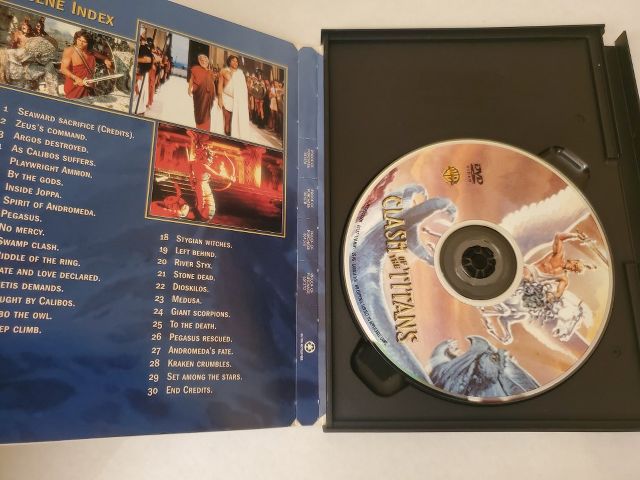 ENE INDEX
1 SEAWARD SACRIFICE (CREDITS).
2 ZEUS'S COMMAND.
3 ARGOS DESTROYED.
AS CALIBOS SUFFERS.
PLAYWRIGHT AMMON.
BY THE GODS.
INSIDE JOPPA.
SPIRIT OF ANDROMEDA.
PEGASUS.
NO MERCY.
SWAMP CLASH.
IDDLE OF THE RING.
ATE AND LOVE DECLARED.
ETIS DEMANDS.
UGHT BY CALIBOS.
BO THE OWL.
EP CLIMB.
18 STYGIAN WITCHES.
19 LEFT BEHIND.
20 RIVER STYX.
21 STONE DEAD.
22 DIOSKILOS.
23 MEDUSA.
24 GIANT SCORPIONS.
25 TO THE DEATH.
26 PEGASUS RESCUED.
27 ANDROMEDA'S FATE.
28 KRAKEN CRUMBLES.
29 SET AMONG THE STARS.
30 END CREDITS.
DVD
WB
CLASH
OF THE
TITANS